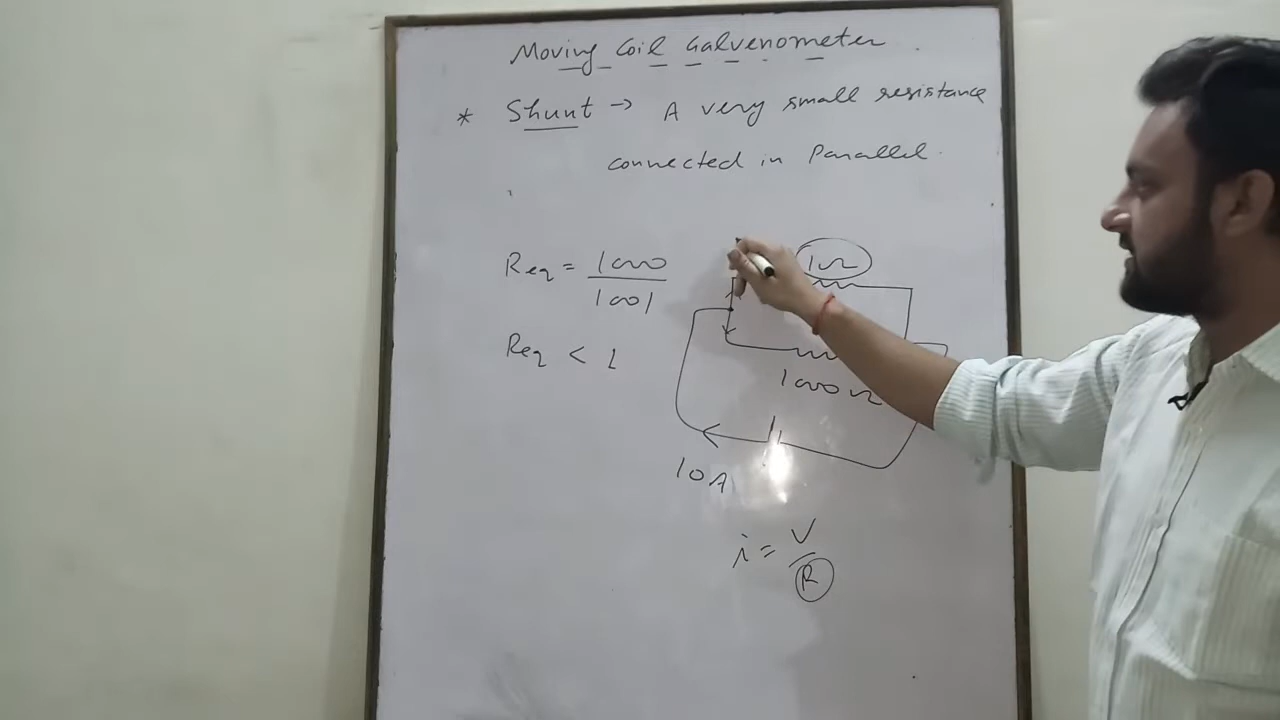 Moving Coil Galvenometer .
* Shunt → A very small resistance
connected in Parallel.
Req = 1000
1001
Req < 1
1Ω
1000Ω
10A
i = V
R